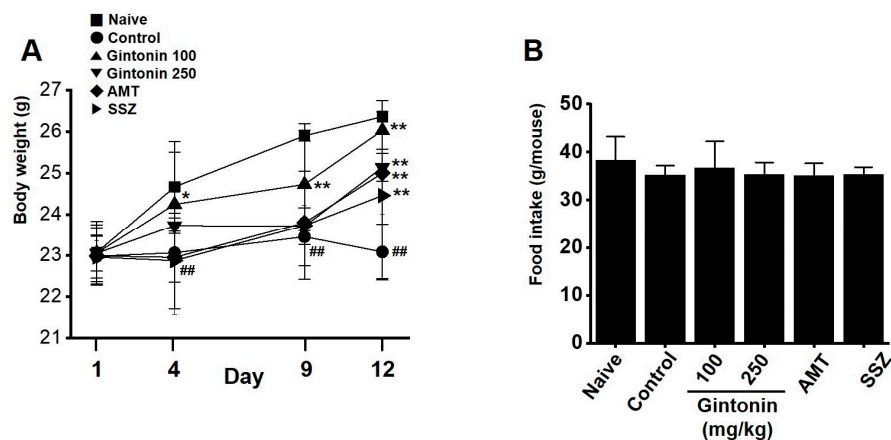 A
Naive
Control
Gintonin 100
Gintonin 250
AMT
SSZ
Body weight (g)
27
26
25
24
23
22
21
*
##
**
##
**
**
**
**
##
1
4
9
12
Day
B
Food intake (g/mouse)
50
40
30
20
10
0
Naive
Control
100
250
AMT
SSZ
Gintonin
(mg/kg)